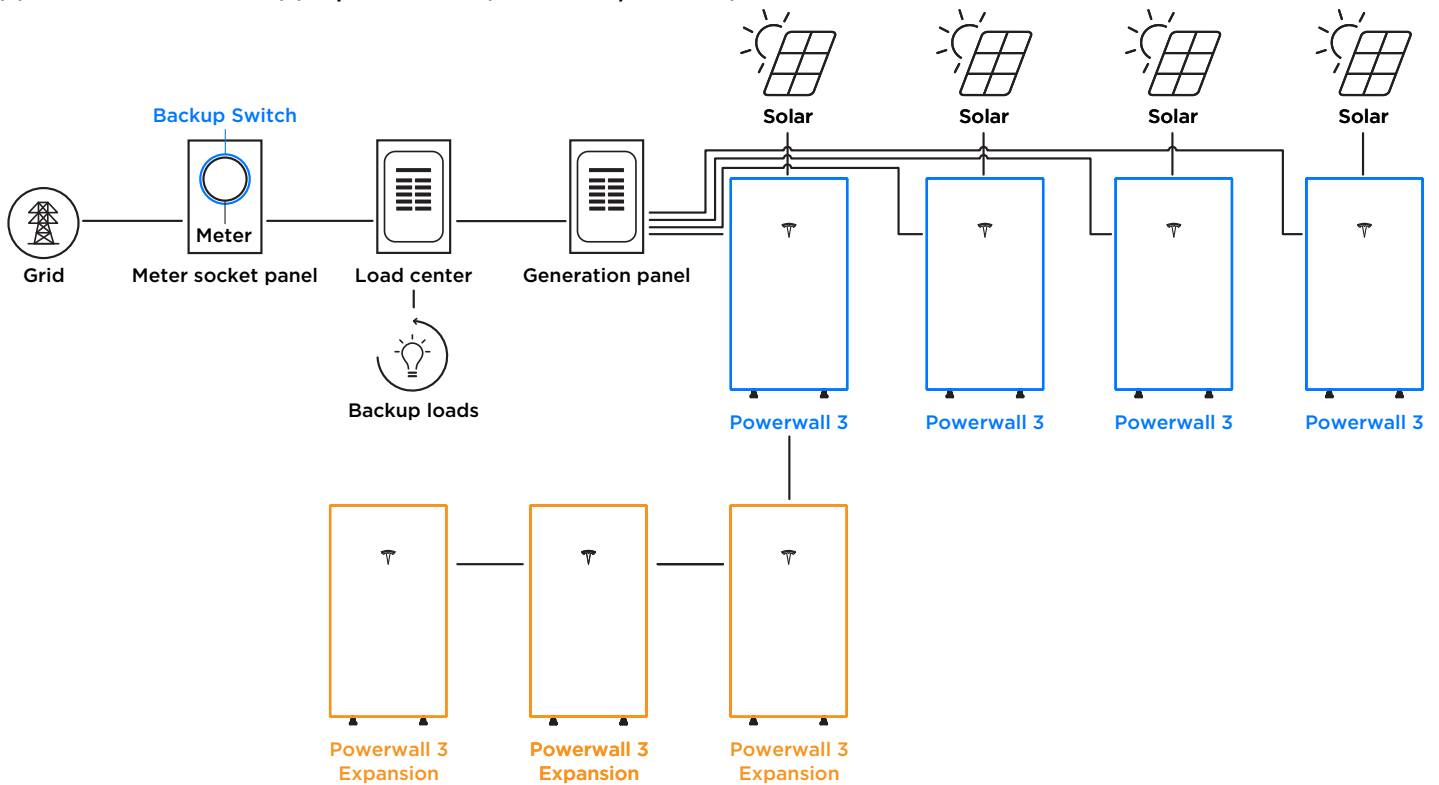 Solar
Solar
Solar
Solar
Backup Switch
Meter
Grid
Meter socket panel
Load center
Generation panel
Backup loads
Powerwall 3
Powerwall 3
Powerwall 3
Powerwall 3
Powerwall 3
Expansion
Powerwall 3
Expansion
Powerwall 3
Expansion